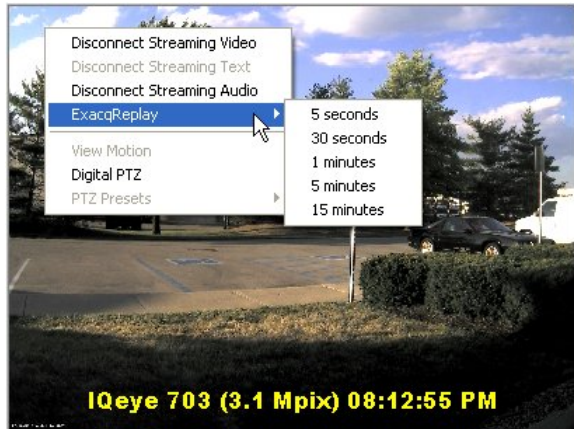 Disconnect Streaming Video
Disconnect Streaming Text
Disconnect Streaming Audio
ExacqReplay
5 seconds
30 seconds
1 minutes
5 minutes
15 minutes
View Motion
Digital PTZ
PTZ Presets
IQeye 703 (3.1 Mpix) 08:12:55 PM